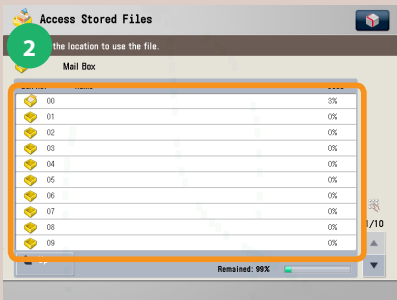 Access Stored Files
2
the location to use the file.
Mail Box
00 3%
01 0%
02 0%
03 0%
04 0%
05 0%
06 0%
07 0%
08 0%
09 0%
/10
Up
Remained: 99%